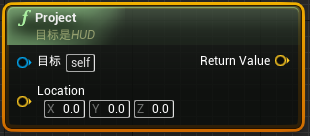 f Project
目标是HUD
目标 self
Return Value
Location
X 0.0 Y 0.0 Z 0.0